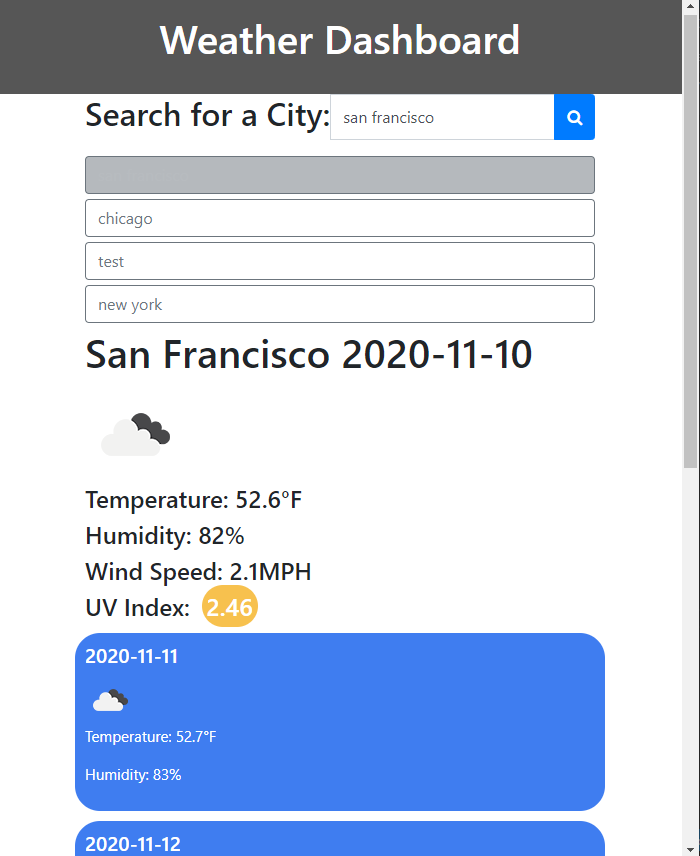 Weather Dashboard
Search for a City: san francisco
chicago
test
new york
San Francisco 2020-11-10
Temperature: 52.6°F
Humidity: 82%
Wind Speed: 2.1MPH
UV Index: 2.46
2020-11-11
Temperature: 52.7°F
Humidity: 83%
2020-11-12